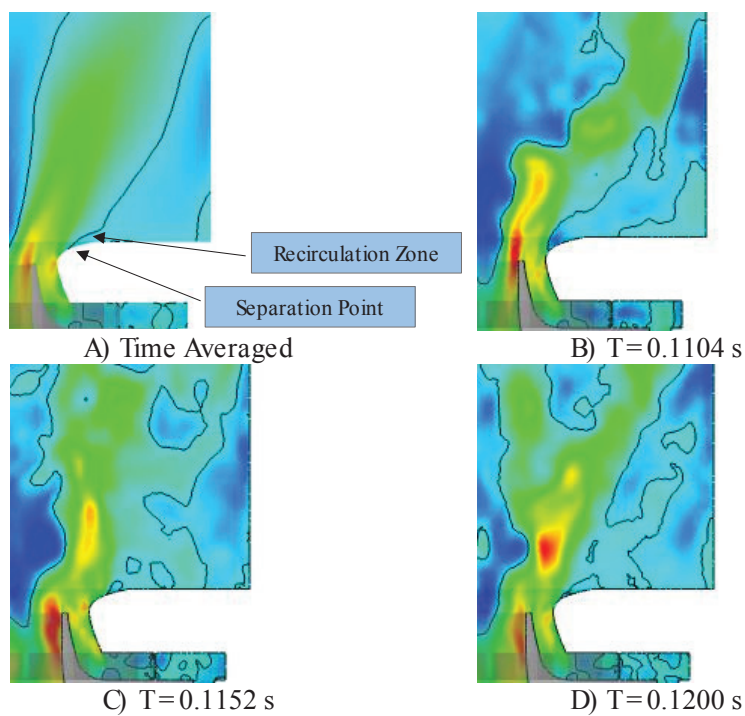 Recirculation Zone
Separation Point
A) Time Averaged
B) T=0.1104 s
C) T=0.1152 s
D) T=0.1200 s